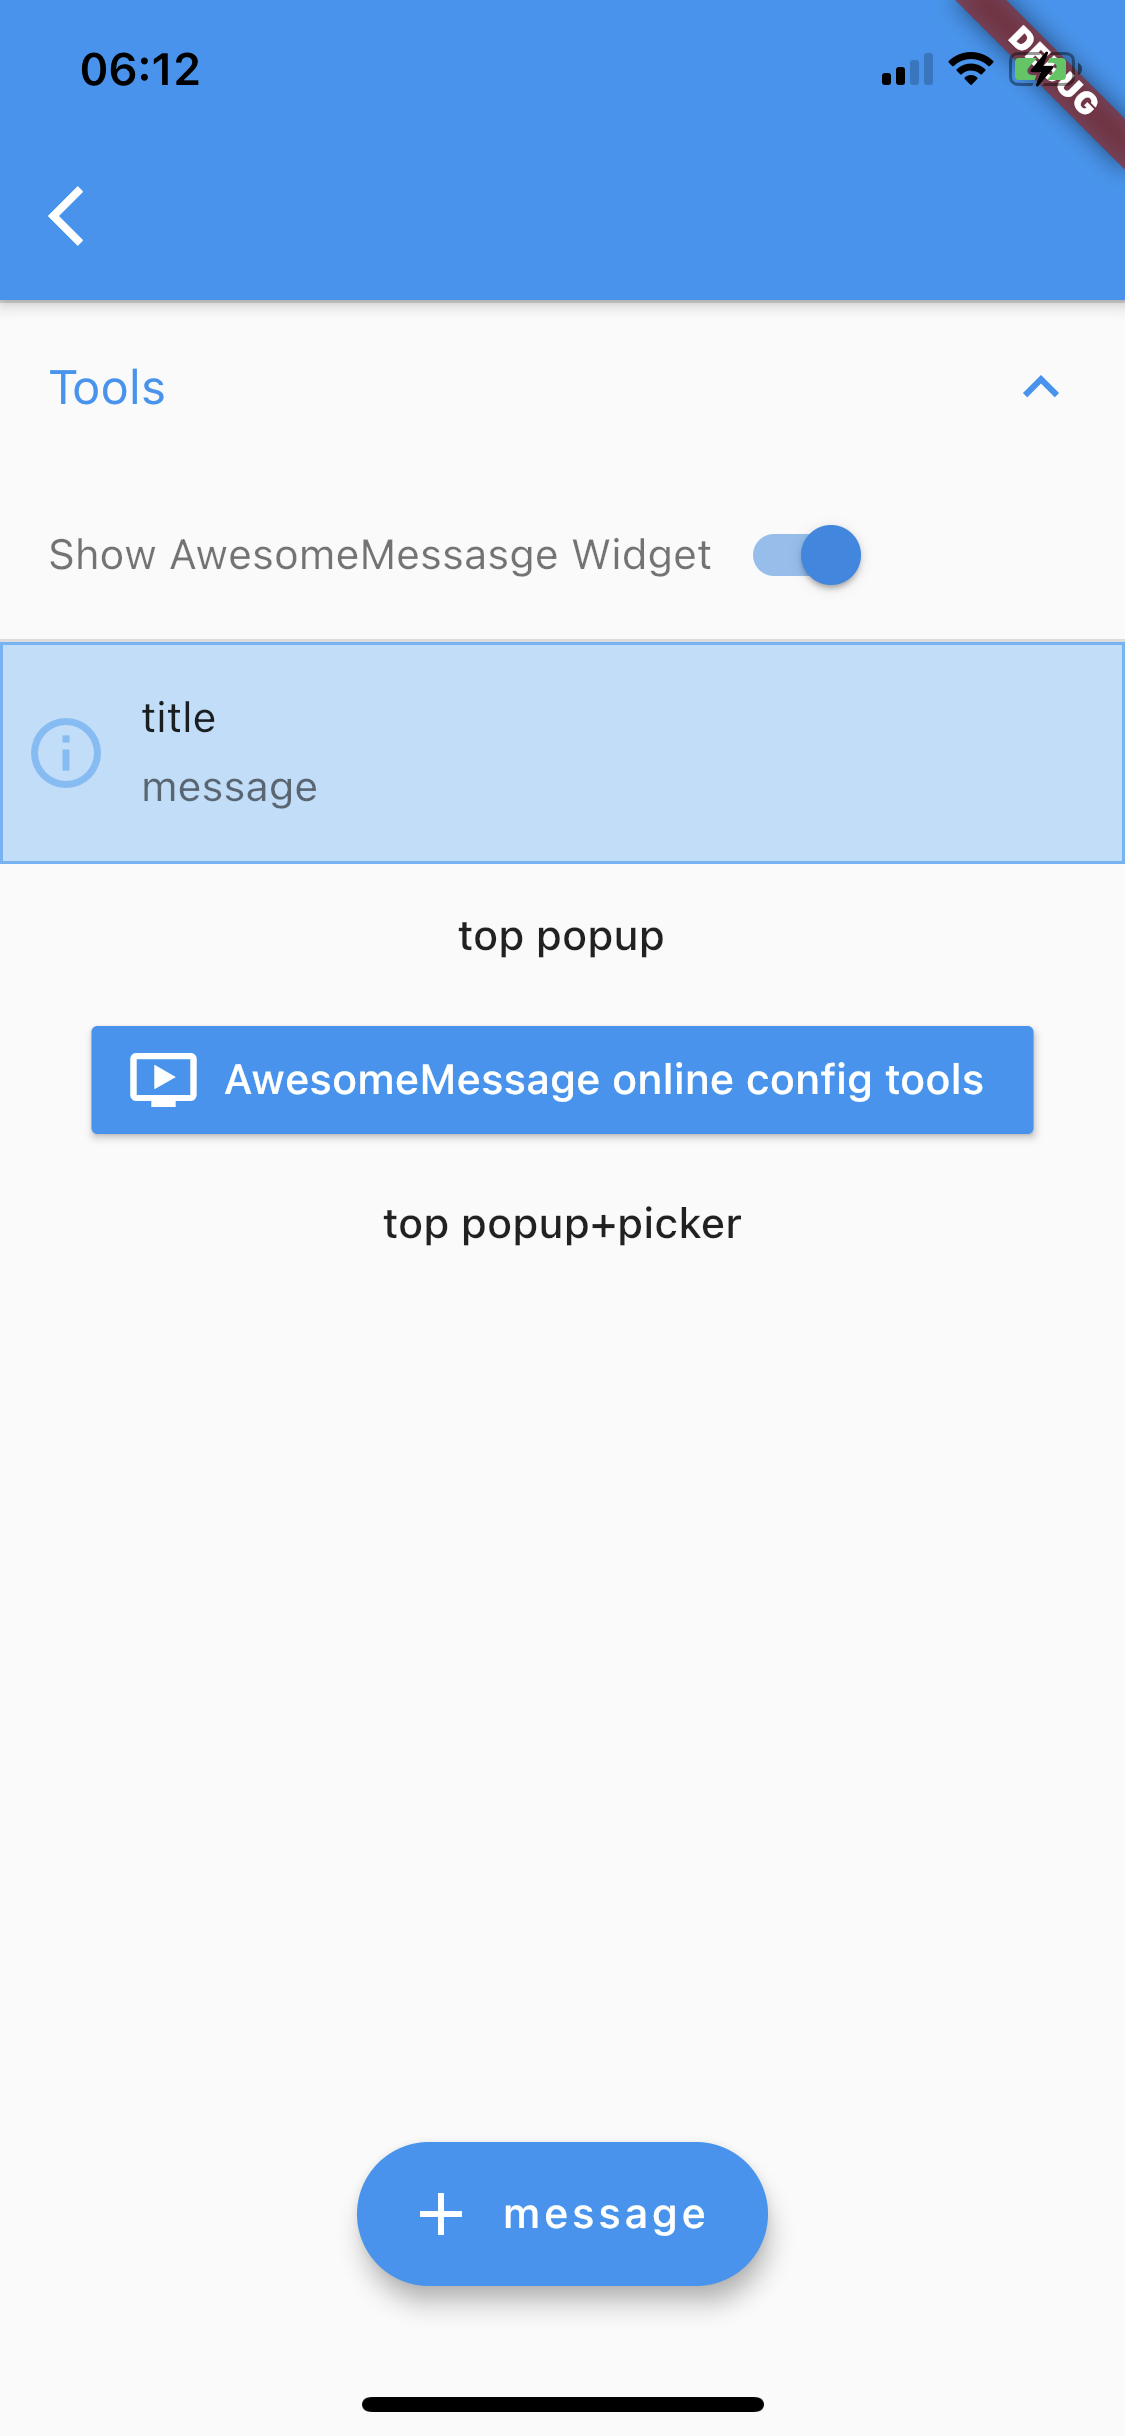 06:12
DEBUG
Tools
Show AwesomeMessasge Widget
title
message
top popup
AwesomeMessage online config tools
top popup+picker
message